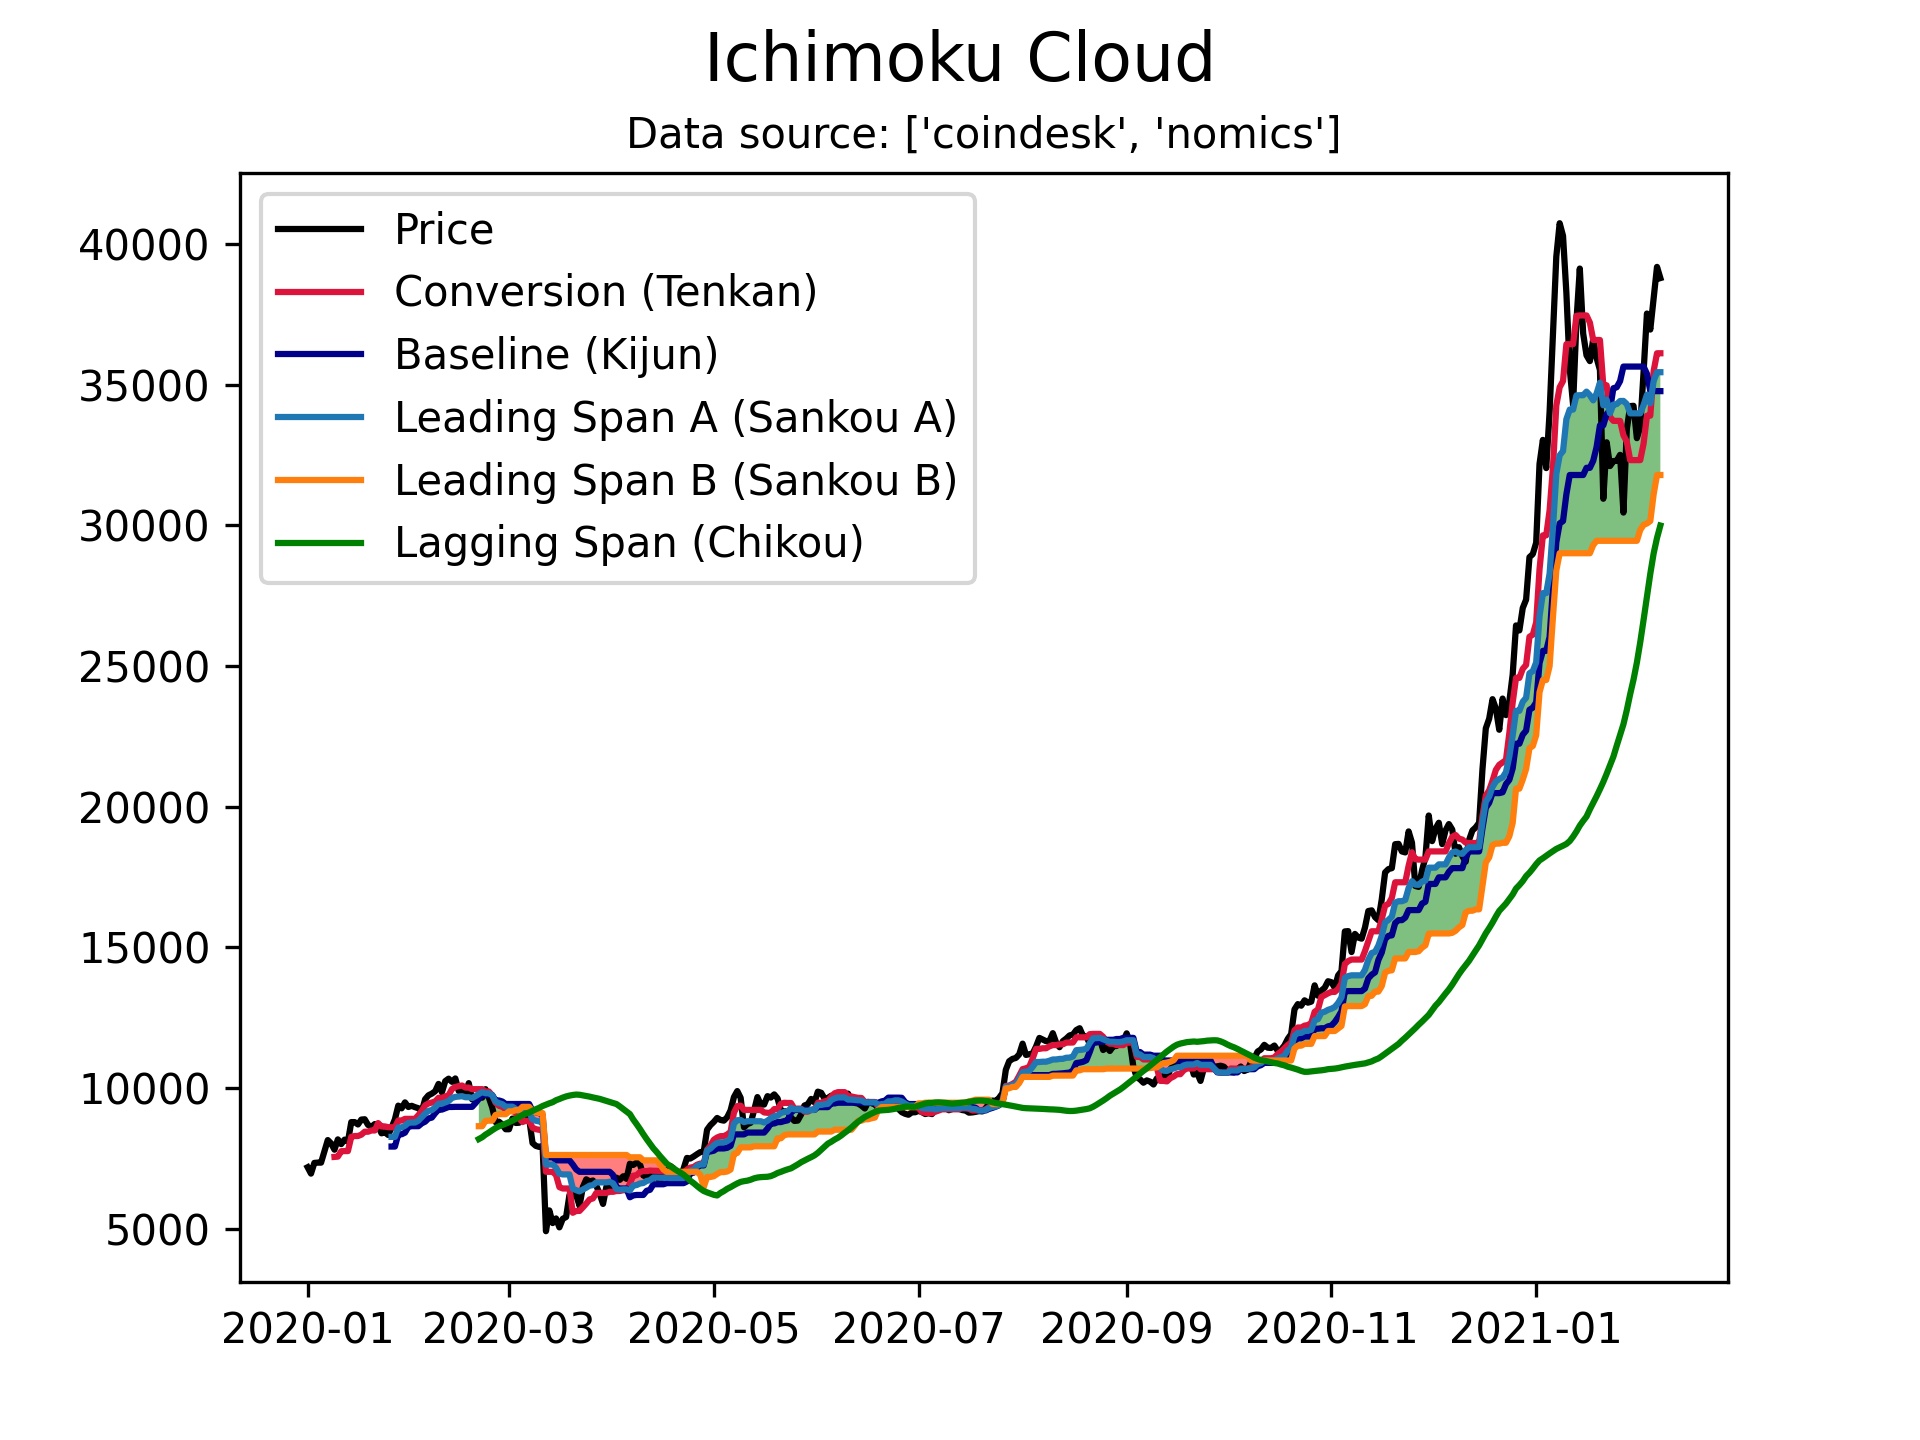 Ichimoku Cloud
Data source: ['coindesk', 'nomics']
Price
Conversion (Tenkan)
Baseline (Kijun)
Leading Span A (Sankou A)
Leading Span B (Sankou B)
Lagging Span (Chikou)
40000
35000
30000
25000
20000
15000
10000
5000
2020-01 2020-03 2020-05 2020-07 2020-09 2020-11 2021-01